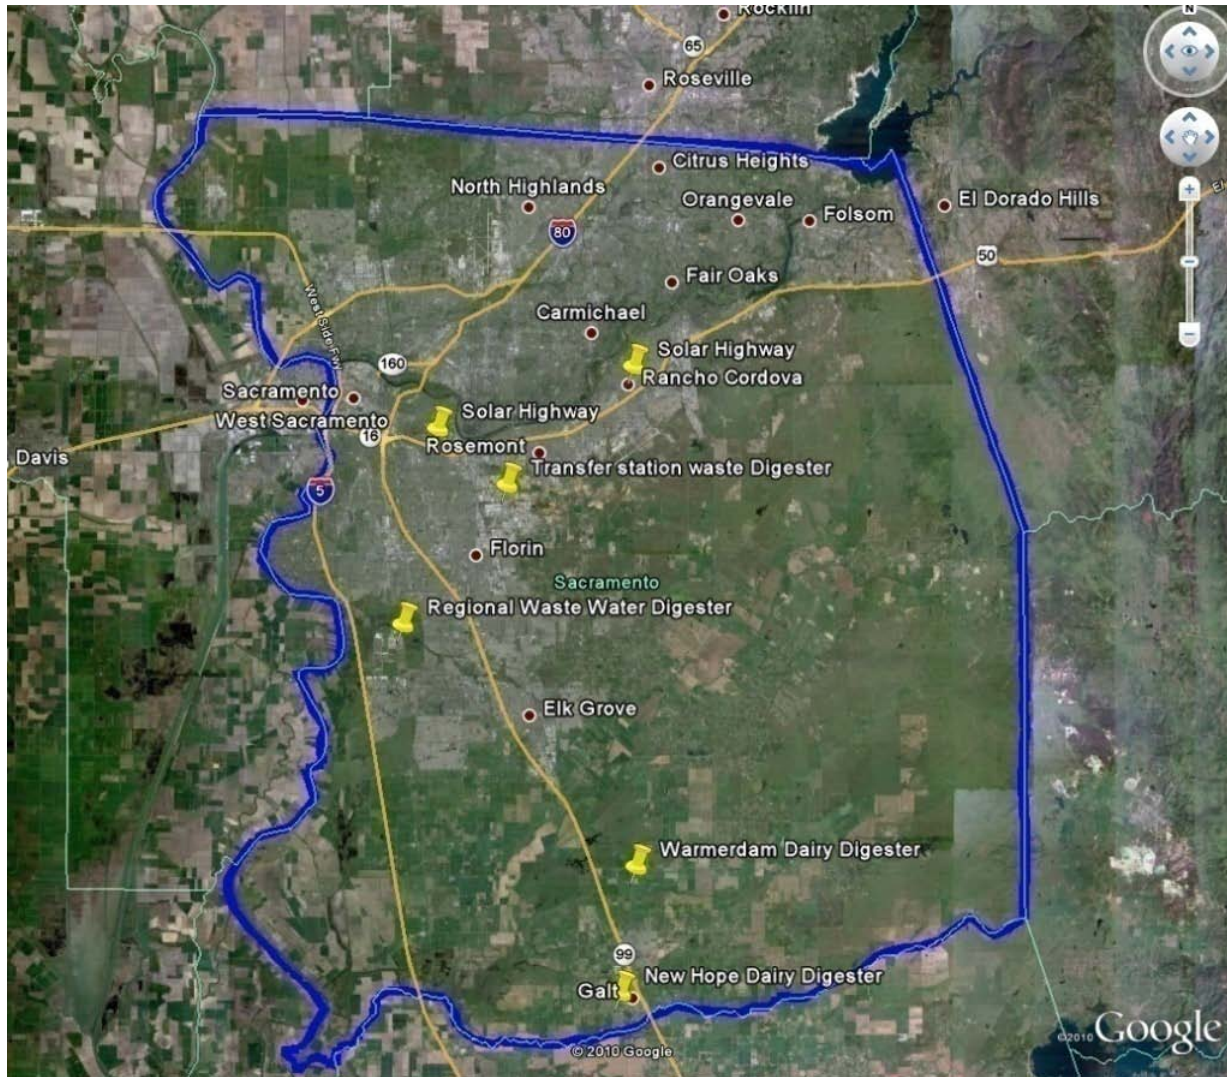 Rocklin
N
65
Roseville
Citrus Heights
North Highlands
Orangevale
El Dorado Hills
Folsom
80
50
Fair Oaks
West Side Fwy
Carmichael
Solar Highway
160
Rancho Cordova
Sacramento
Solar Highway
West Sacramento
16
Rosemont
Davis
Transfer station waste Digester
5
Florin
Sacramento
Regional Waste Water Digester
Elk Grove
Warmerdam Dairy Digester
99
New Hope Dairy Digester
Galt
©2010 Google
© 2010 Google